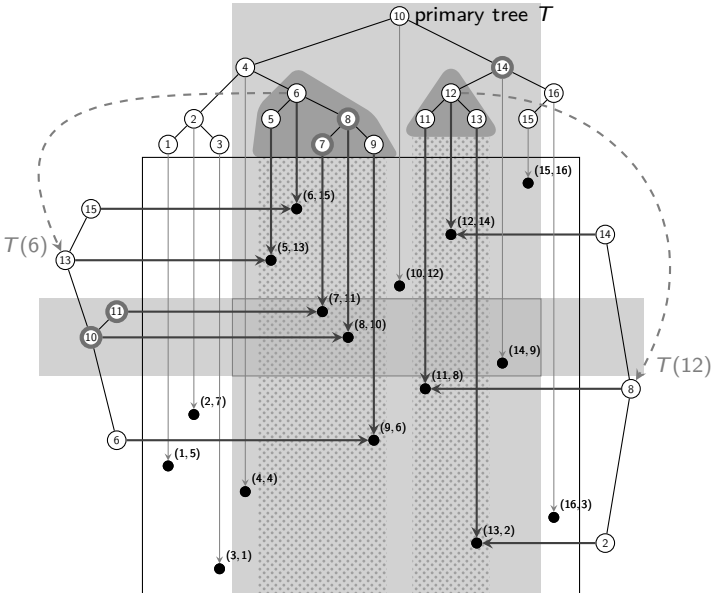 10 primary tree T
4 14
6 12 16
2 5 8 11 13 15
1 3 7 9
(15, 16)
15 (6, 15)
(12, 14) 14
T(6) 13 (5, 13)
(10, 12)
11 (7, 11)
10 (8, 10)
(14, 9) T(12)
(11, 8) 8
(2, 7)
6 (9, 6)
(1, 5)
(4, 4)
(16, 3)
(13, 2) 2
(3, 1)